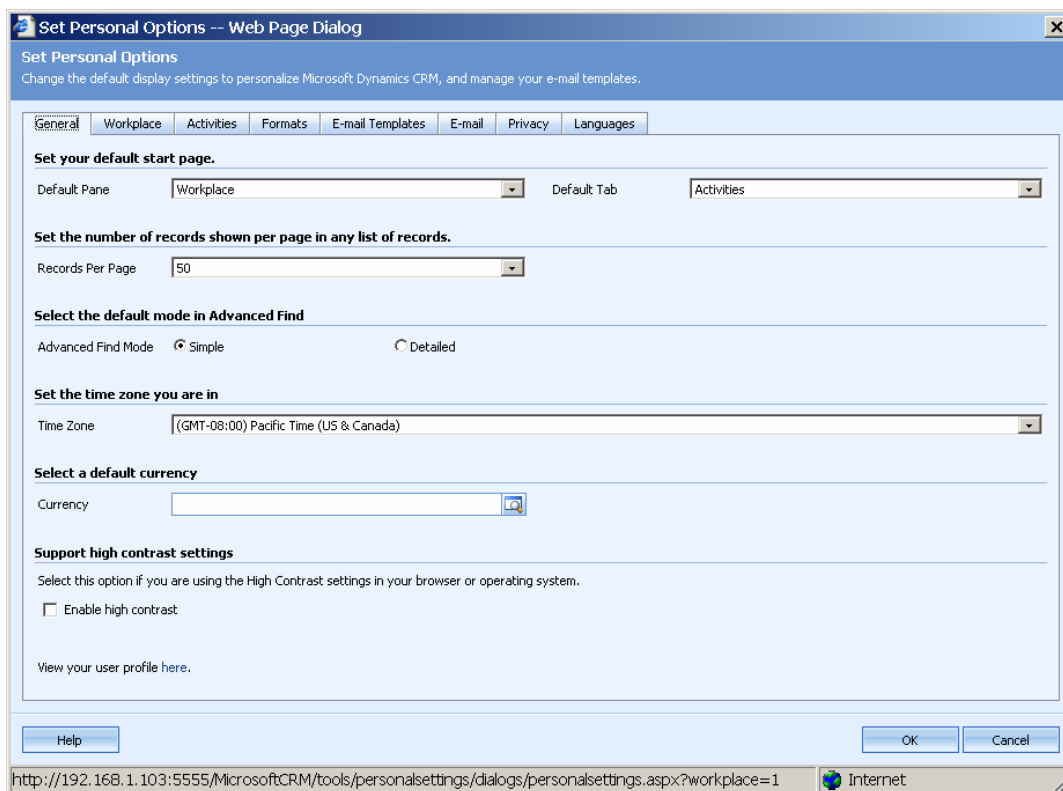 Set Personal Options -- Web Page Dialog
Set Personal Options
Change the default display settings to personalize Microsoft Dynamics CRM, and manage your e-mail templates.
General Workplace Activities Formats E-mail Templates E-mail Privacy Languages
Set your default start page.
Default Pane Workplace Default Tab Activities
Set the number of records shown per page in any list of records.
Records Per Page 50
Select the default mode in Advanced Find
Advanced Find Mode Simple Detailed
Set the time zone you are in
Time Zone (GMT-08:00) Pacific Time (US & Canada)
Select a default currency
Currency
Support high contrast settings
Select this option if you are using the High Contrast settings in your browser or operating system.
Enable high contrast
View your user profile here.
Help OK Cancel
http://192.168.1.103:5555/MicrosoftCRM/tools/personalsettings/dialogs/personalsettings.aspx?workplace=1 Internet